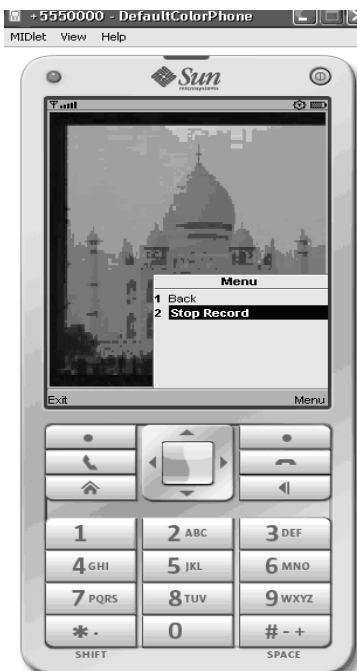 +5550000 - DefaultColorPhone
MIDlet View Help
Sun
microsystems
Menu
1 Back
2 Stop Record
Exit Menu
1 2 ABC 3 DEF
4 GHI 5 JKL 6 MNO
7 PQRS 8 TUV 9 WXYZ
* . 0 # - +
SHIFT SPACE